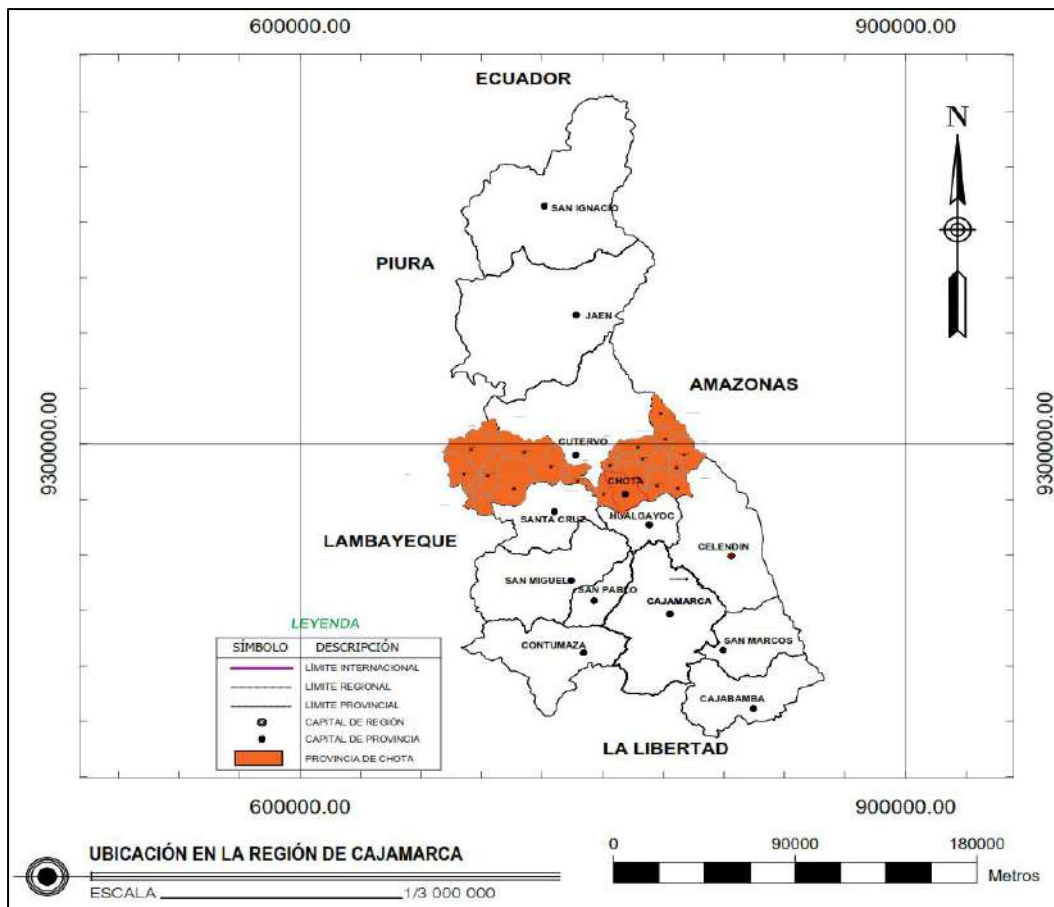 600000.00 900000.00
ECUADOR
N
SAN IGNACIO
PIURA
JAEN
AMAZONAS
9300000.00 9300000.00
CUTERVO
CHOTA
SANTA CRUZ
HUALGAYOC
LAMBAYEQUE
CELENDIN
SAN MIGUEL
SAN PABLO
CAJAMARCA
LEYENDA
SÍMBOLO DESCRIPCIÓN
LÍMITE INTERNACIONAL
LÍMITE REGIONAL
LÍMITE PROVINCIAL
CAPITAL DE REGIÓN
CAPITAL DE PROVINCIA
PROVINCIA DE CHOTA
CONTUMAZA
SAN MARCOS
CAJABAMBA
LA LIBERTAD
600000.00 900000.00
UBICACIÓN EN LA REGIÓN DE CAJAMARCA
ESCALA 1/3 000 000
0 90000 180000
Metros